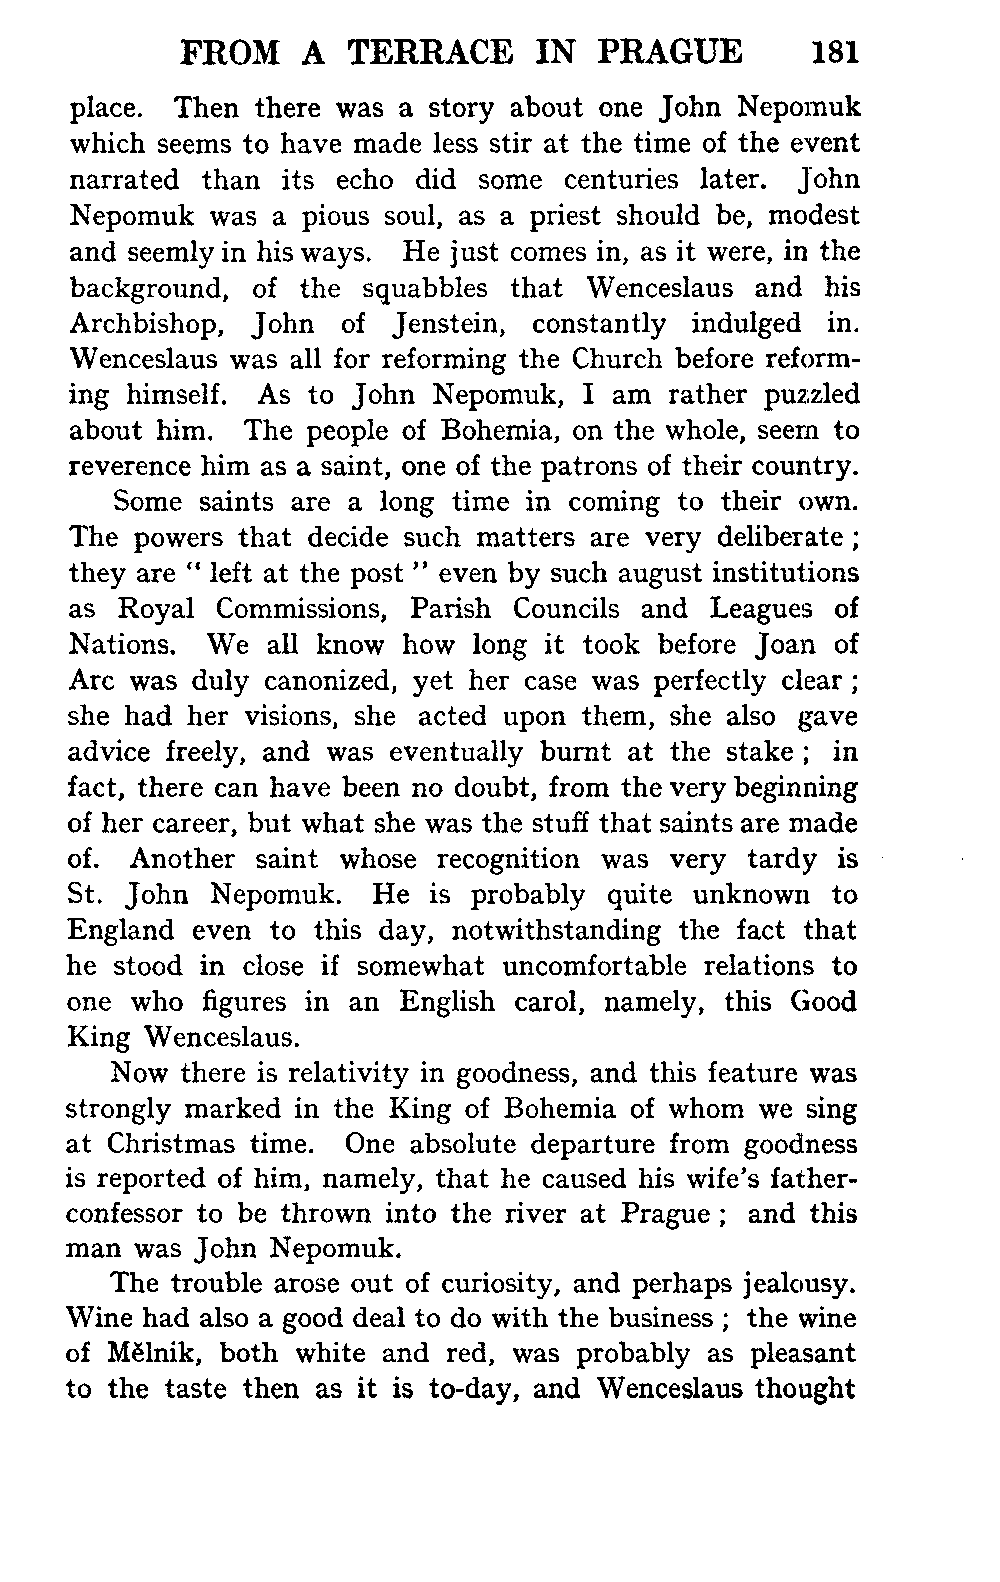 FROM A TERRACE IN PRAGUE 181
place. Then there was a story about one John Nepomuk
which seems to have made less stir at the time of the event
narrated than its echo did some centuries later. John
Nepomuk was a pious soul, as a priest should be, modest
and seemly in his ways. He just comes in, as it were, in the
background, of the squabbles that Wenceslaus and his
Archbishop, John of Jenstein, constantly indulged in.
Wenceslaus was all for reforming the Church before reform-
ing himself. As to John Nepomuk, I am rather puzzled
about him. The people of Bohemia, on the whole, seem to
reverence him as a saint, one of the patrons of their country.
Some saints are a long time in coming to their own.
The powers that decide such matters are very deliberate ;
they are “ left at the post ” even by such august institutions
as Royal Commissions, Parish Councils and Leagues of
Nations. We all know how long it took before Joan of
Arc was duly canonized, yet her case was perfectly clear ;
she had her visions, she acted upon them, she also gave
advice freely, and was eventually burnt at the stake ; in
fact, there can have been no doubt, from the very beginning
of her career, but what she was the stuff that saints are made
of. Another saint whose recognition was very tardy is
St. John Nepomuk. He is probably quite unknown to
England even to this day, notwithstanding the fact that
he stood in close if somewhat uncomfortable relations to
one who figures in an English carol, namely, this Good
King Wenceslaus.
Now there is relativity in goodness, and this feature was
strongly marked in the King of Bohemia of whom we sing
at Christmas time. One absolute departure from goodness
is reported of him, namely, that he caused his wife's father-
confessor to be thrown into the river at Prague ; and this
man was John Nepomuk.
The trouble arose out of curiosity, and perhaps jealousy.
Wine had also a good deal to do with the business ; the wine
of Mělnik, both white and red, was probably as pleasant
to the taste then as it is to-day, and Wenceslaus thought